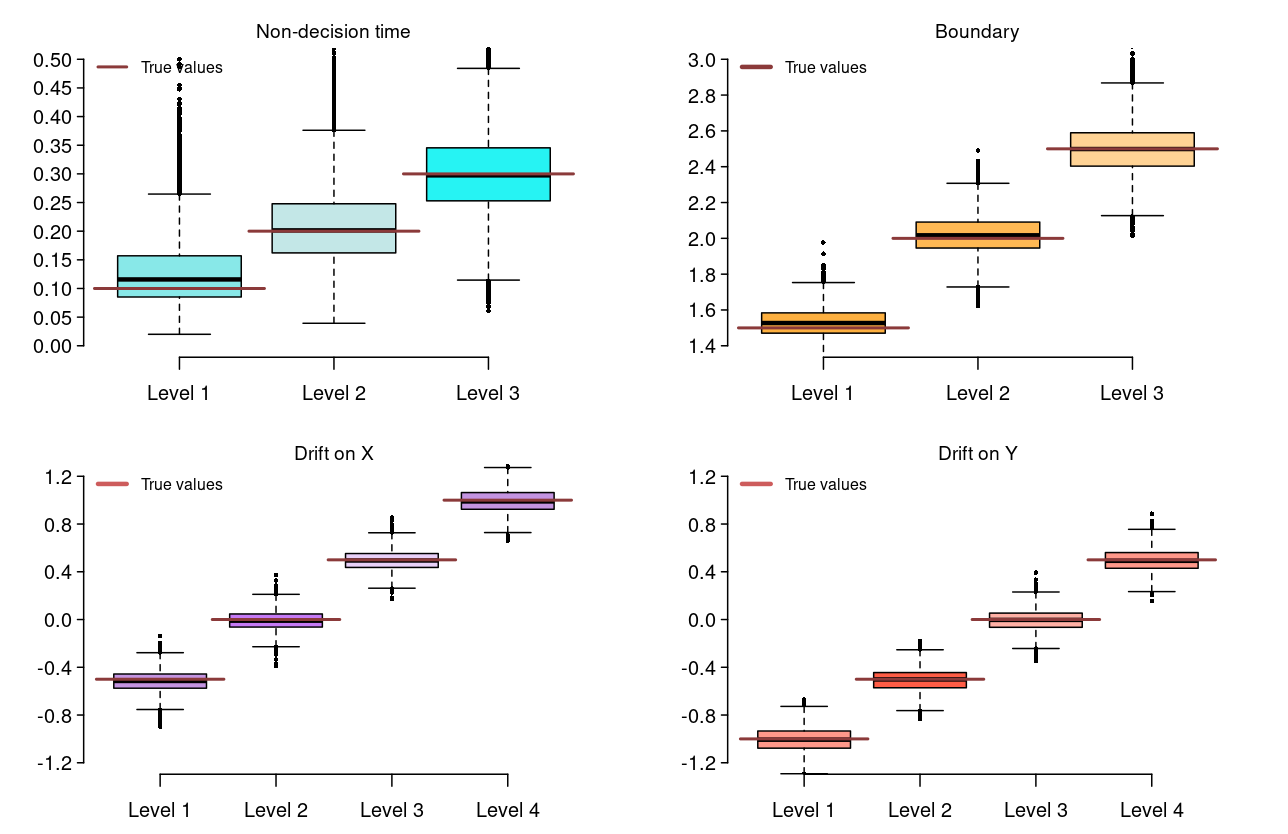 Non-decision time
0.50
0.45
0.40
0.35
0.30
0.25
0.20
0.15
0.10
0.05
0.00
True values
Level 1
Level 2
Level 3
Boundary
3.0
2.8
2.6
2.4
2.2
2.0
1.8
1.6
1.4
True values
Level 1
Level 2
Level 3
Drift on X
1.2
0.8
0.4
0.0
-0.4
-0.8
-1.2
True values
Level 1
Level 2
Level 3
Level 4
Drift on Y
1.2
0.8
0.4
0.0
-0.4
-0.8
-1.2
True values
Level 1
Level 2
Level 3
Level 4